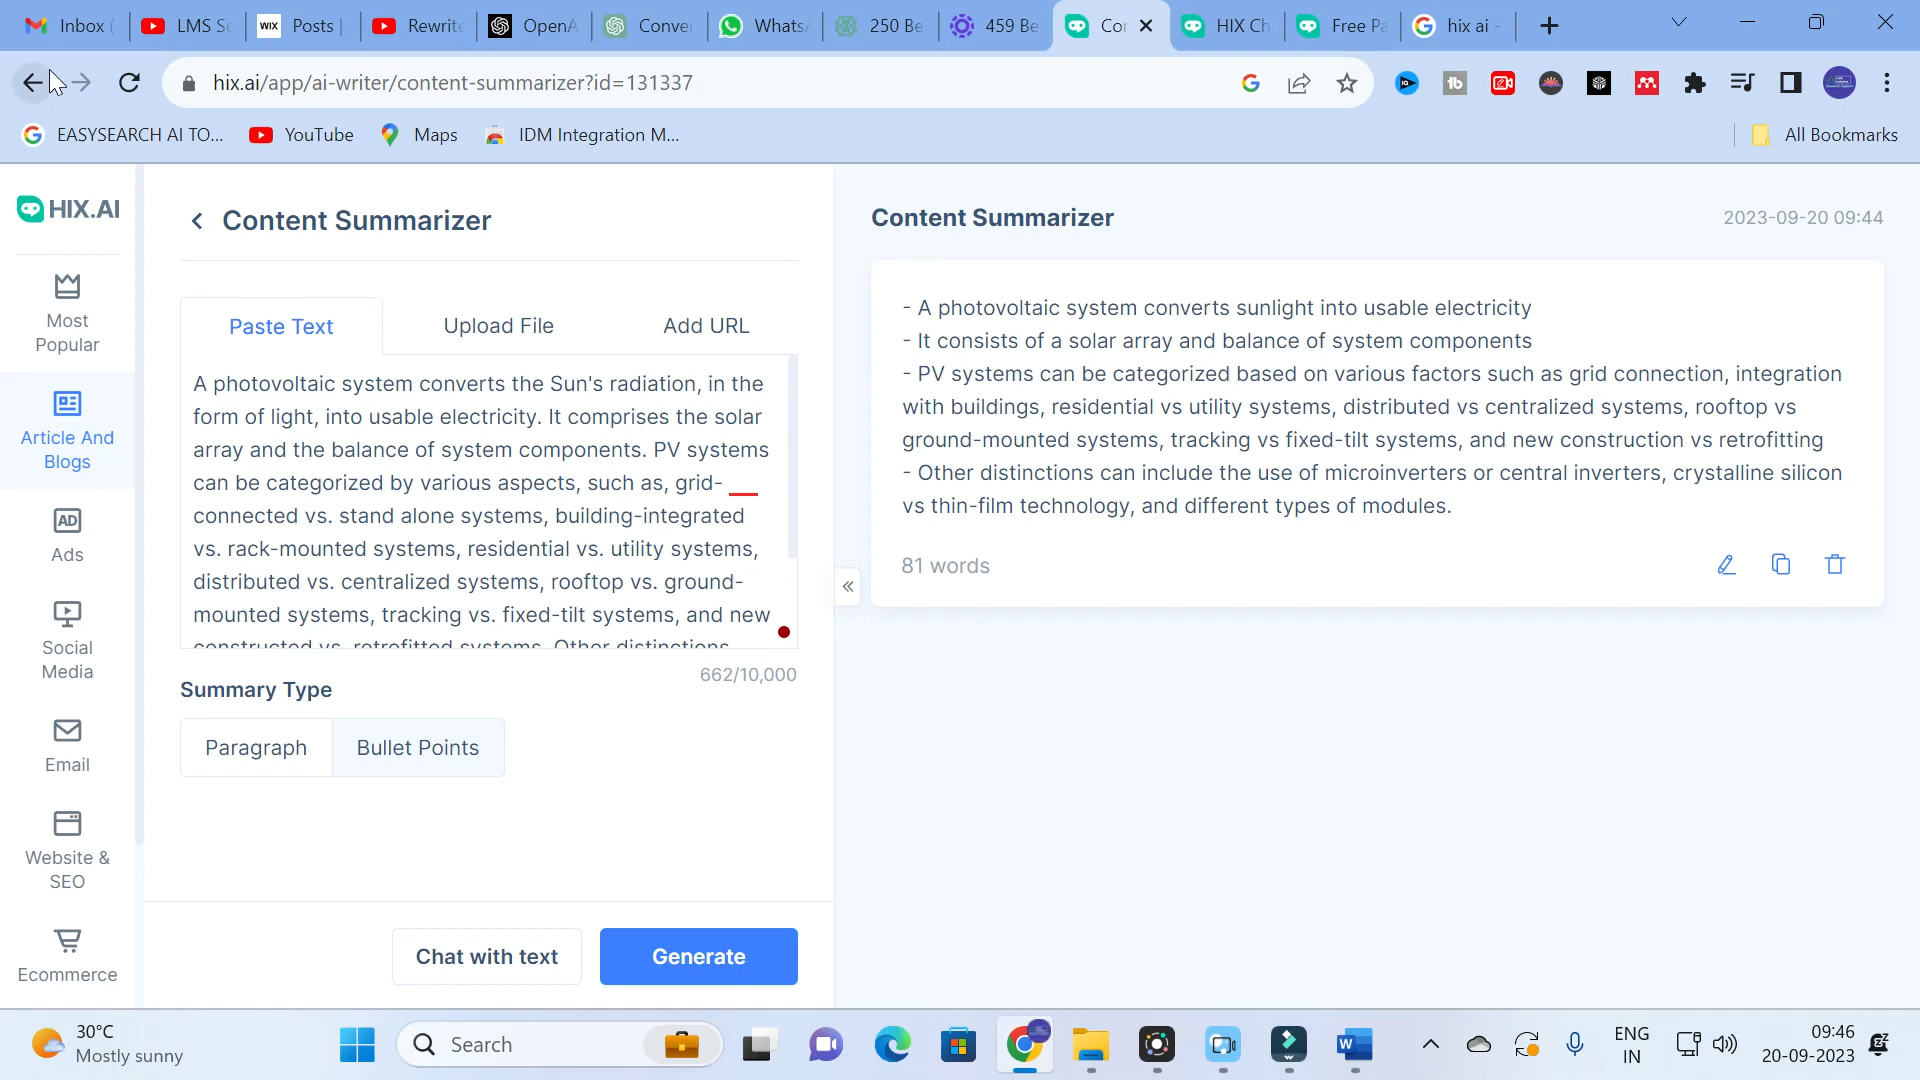 Inbox (
LMS Sc
WIX Posts |
Rewrite
OpenA
Conver
Whats
250 Be
459 Be
Cor
HIX Ch
Free Pa
hix ai -
hix.ai/app/ai-writer/content-summarizer?id=131337
EASYSEARCH AI TO...
YouTube
Maps
IDM Integration M...
All Bookmarks
HIX.AI
Most
Popular
Article And
Blogs
AD
Ads
Social
Media
Email
Website &
SEO
Ecommerce
Content Summarizer
Paste Text
Upload File
Add URL
A photovoltaic system converts the Sun's radiation, in the
form of light, into usable electricity. It comprises the solar
array and the balance of system components. PV systems
can be categorized by various aspects, such as, grid-
connected vs. stand alone systems, building-integrated
vs. rack-mounted systems, residential vs. utility systems,
distributed vs. centralized systems, rooftop vs. ground-
mounted systems, tracking vs. fixed-tilt systems, and new
constructed vs. retrofitted systems. Other distinctions
662/10,000
Summary Type
Paragraph
Bullet Points
Chat with text
Generate
Content Summarizer
2023-09-20 09:44
- A photovoltaic system converts sunlight into usable electricity
- It consists of a solar array and balance of system components
- PV systems can be categorized based on various factors such as grid connection, integration
with buildings, residential vs utility systems, distributed vs centralized systems, rooftop vs
ground-mounted systems, tracking vs fixed-tilt systems, and new construction vs retrofitting
- Other distinctions can include the use of microinverters or central inverters, crystalline silicon
vs thin-film technology, and different types of modules.
81 words
30°C
Mostly sunny
Search
ENG
IN
09:46
20-09-2023